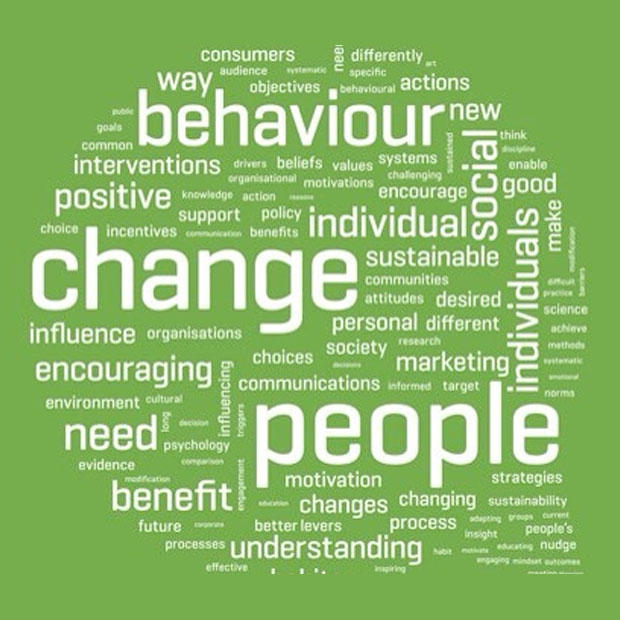 consumers
need
differently
art
way
audience
systematic
specific
objectives
behavioural
actions
public
behaviour
new
goals
common
social
think
discipline
interventions
drivers
beliefs
values
systems
sustained
enable
organisational
motivations
challenging
positive
knowledge
action
encourage
good
support
policy
individual
make
choice
incentives
communication
benefits
modification
change
sustainable
individuals
communities
difficult
barriers
attitudes
desired
practice
science
influence
organisations
personal
different
achieve
research
methods
society
choices
decisions
marketing
systematic
encouraging
influencing
communications
informed
target
emotional
norms
environment
cultural
long
decision
triggers
people
need
psychology
evidence
comparison
modification
engagement
motivation
strategies
benefit
education
changes
changing
sustainability
future
corporate
better levers
process
adapting
groups
current
insight
people's
processes
understanding
habit
motivate
educating
nudge
effective
inspiring
engaging
mindset
outcomes